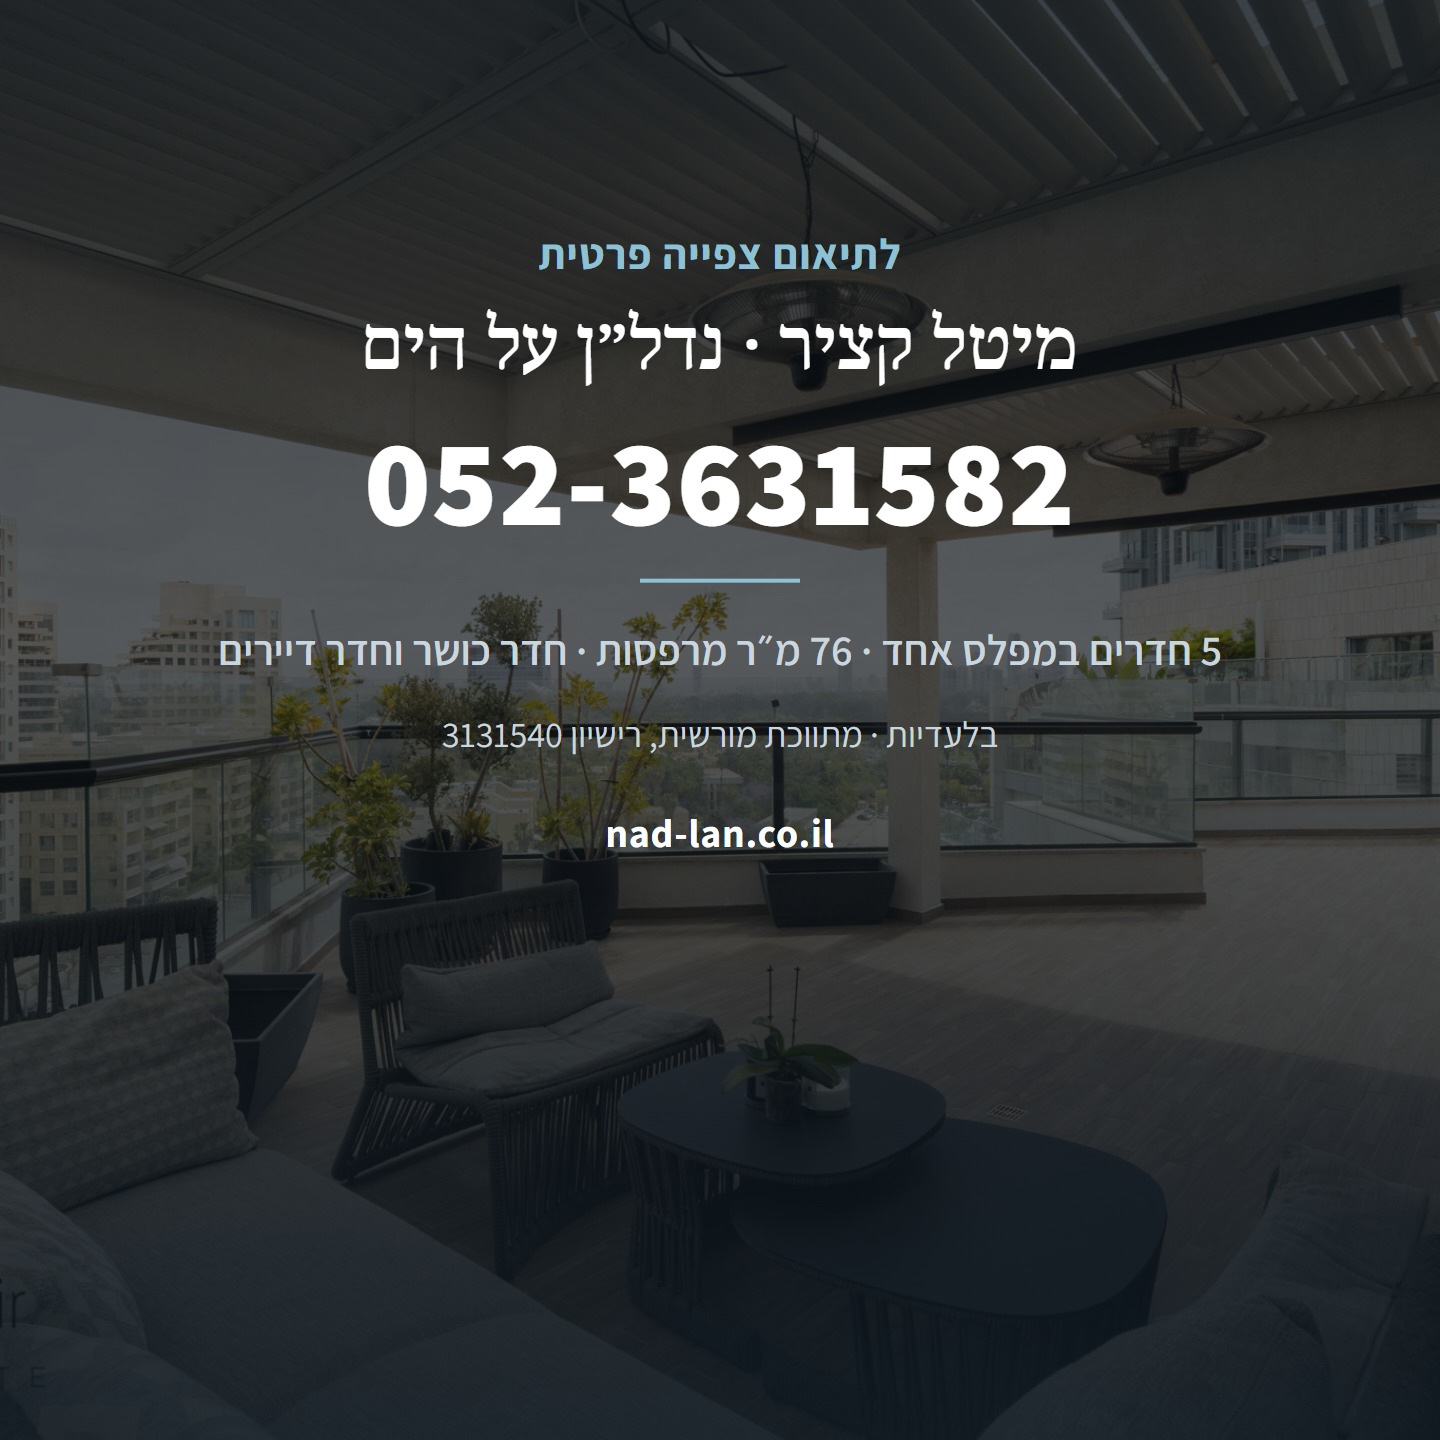 לתיאום צפייה פרטית
מיטל קציר · נדל״ן על הים
052-3631582
5 חדרים במפלס אחד · 76 מ״ר מרפסות · חדר כושר וחדר דיירים
בלעדיות · מתווכת מורשית, רישיון 3131540
nad-lan.co.il